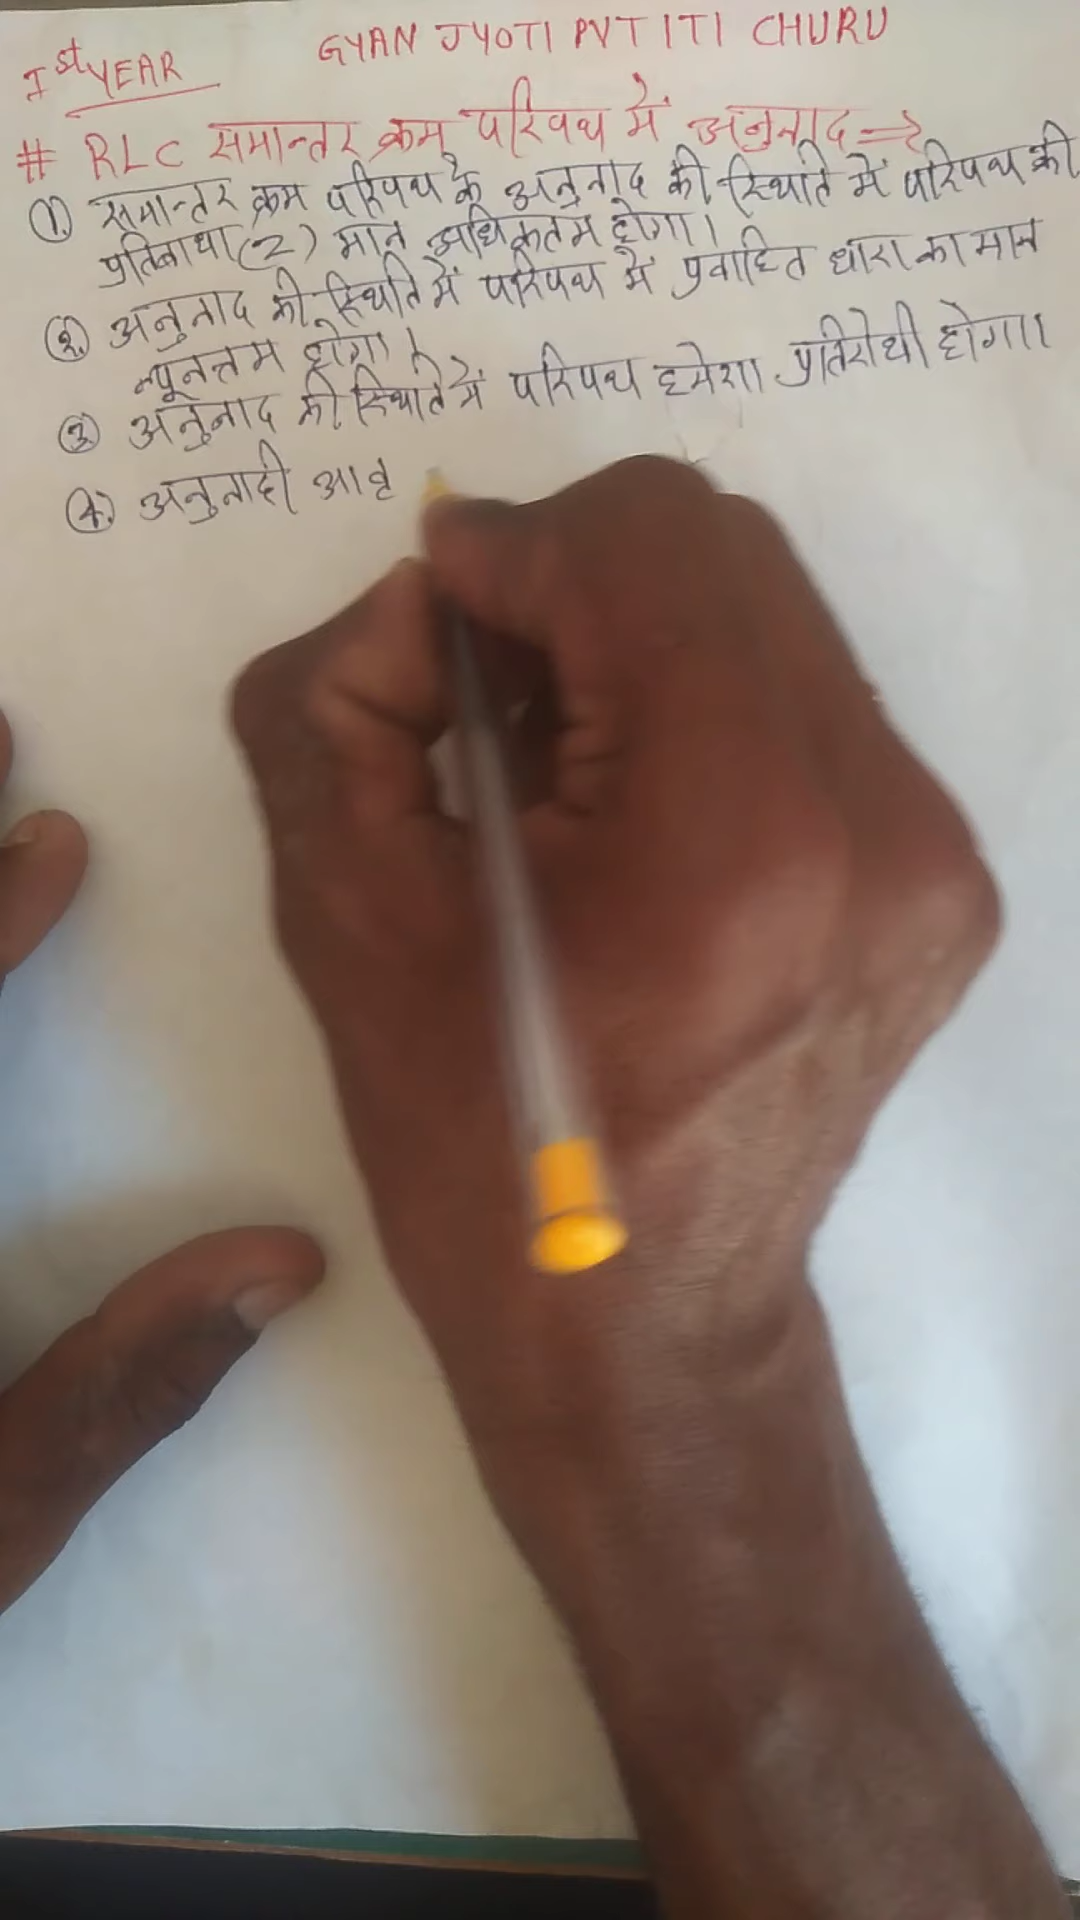 Ist YEAR
GYAN JYOTI PVT ITI CHURU
# RLC समान्तर क्रम परिपथ में अनुनाद ⇒
①. समान्तर क्रम परिपथ के अनुनाद की स्थिति में परिपथ की
प्रतिबाधा (Z) मान अधिकतम होगा।
②. अनुनाद की स्थिति में परिपथ में प्रवाहित धारा का मान
न्यूनतम होगा।
③. अनुनाद की स्थिति में परिपथ हमेशा प्रतिरोधी होगा।
④. अनुनादी आवृ